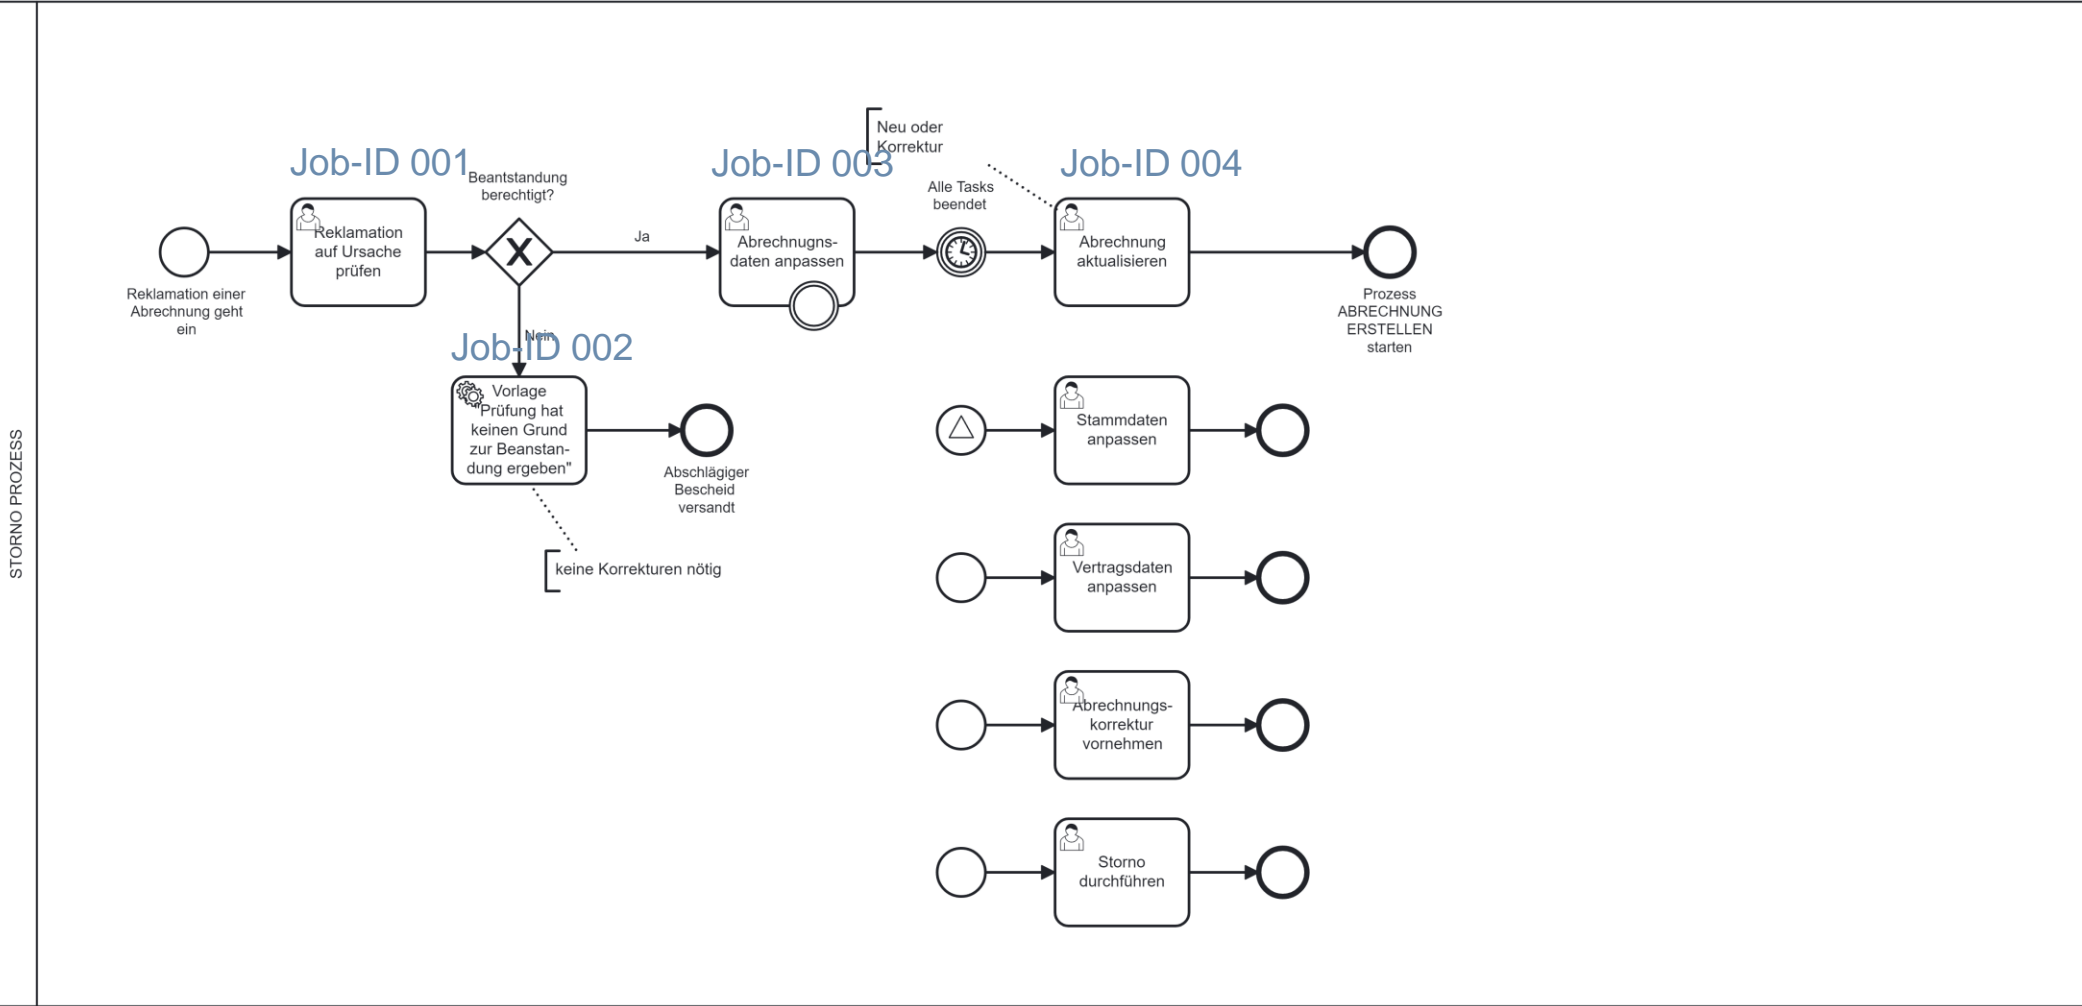 STORNO PROZESS
Reklamation einer
Abrechnung geht
ein
Job-ID 001
Reklamation
auf Ursache
prüfen
Beantstandung
berechtigt?
Ja
Nein
Job-ID 002
Vorlage
"Prüfung hat
keinen Grund
zur Beanstan-
dung ergeben"
keine Korrekturen nötig
Abschlägiger
Bescheid
versandt
Job-ID 003
Abrechnugns-
daten anpassen
Neu oder
Korrektur
Alle Tasks
beendet
Job-ID 004
Abrechnung
aktualisieren
Prozess
ABRECHNUNG
ERSTELLEN
starten
Stammdaten
anpassen
Vertragsdaten
anpassen
Abrechnungs-
korrektur
vornehmen
Storno
durchführen